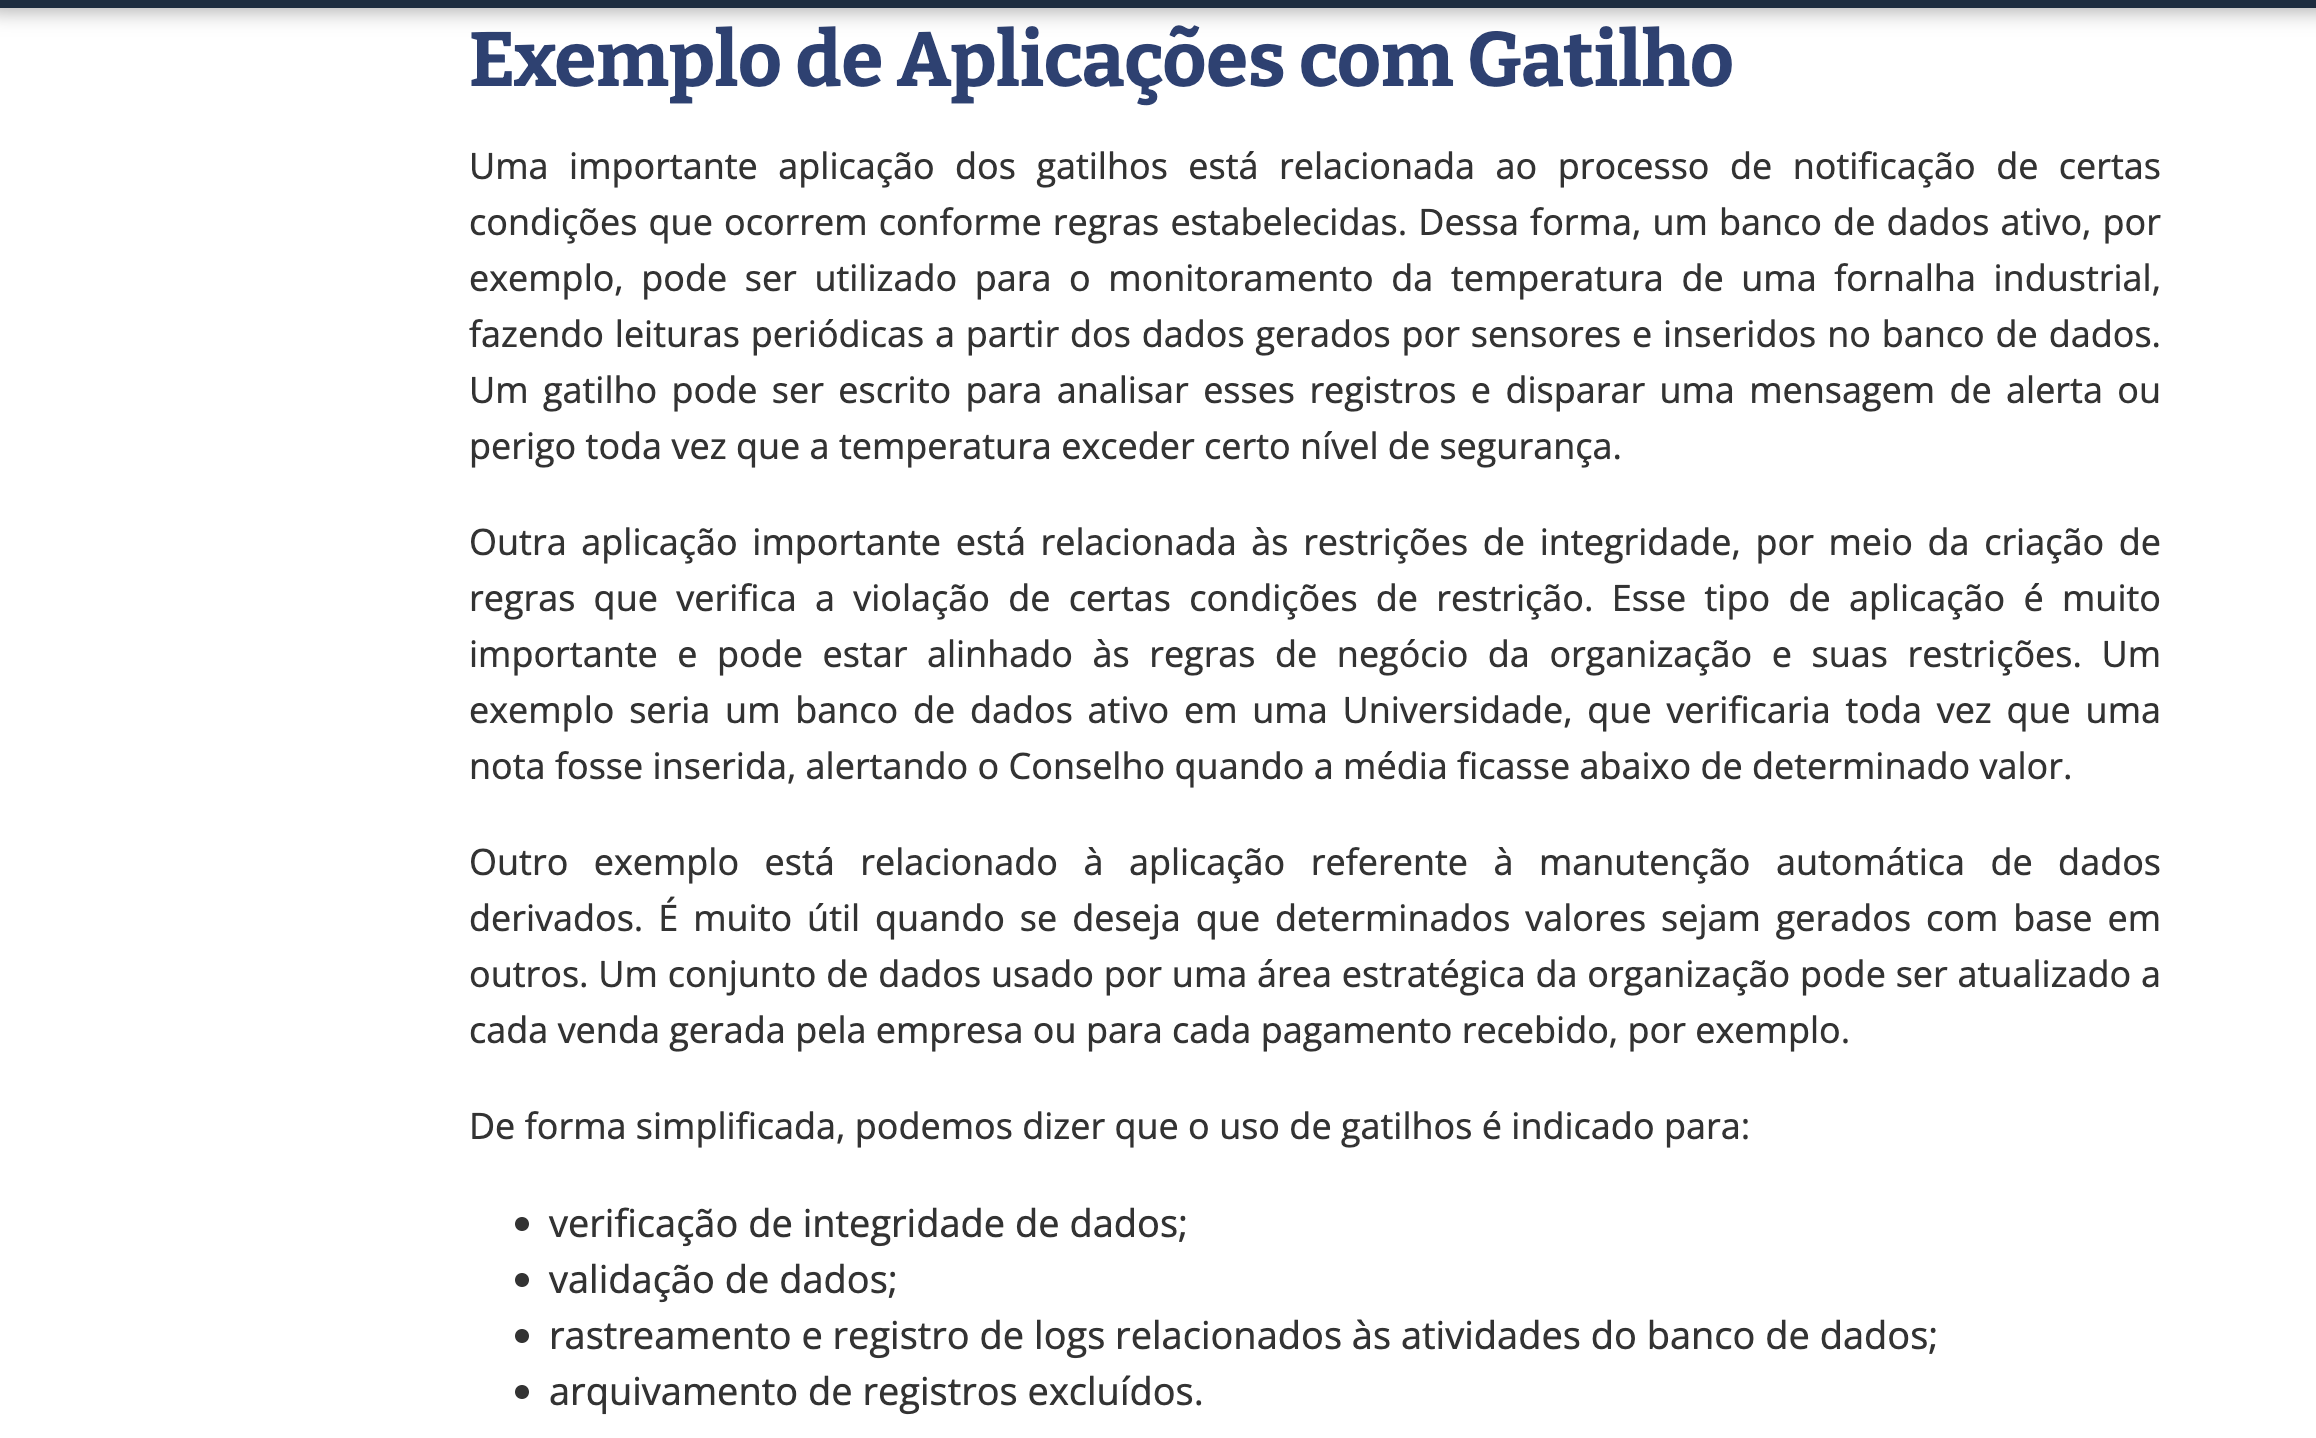 Exemplo de Aplicações com Gatilho
Uma importante aplicação dos gatilhos está relacionada ao processo de notificação de certas
condições que ocorrem conforme regras estabelecidas. Dessa forma, um banco de dados ativo, por
exemplo, pode ser utilizado para o monitoramento da temperatura de uma fornalha industrial,
fazendo leituras periódicas a partir dos dados gerados por sensores e inseridos no banco de dados.
Um gatilho pode ser escrito para analisar esses registros e disparar uma mensagem de alerta ou
perigo toda vez que a temperatura exceder certo nível de segurança.
Outra aplicação importante está relacionada às restrições de integridade, por meio da criação de
regras que verifica a violação de certas condições de restrição. Esse tipo de aplicação é muito
importante e pode estar alinhado às regras de negócio da organização e suas restrições. Um
exemplo seria um banco de dados ativo em uma Universidade, que verificaria toda vez que uma
nota fosse inserida, alertando o Conselho quando a média ficasse abaixo de determinado valor.
Outro exemplo está relacionado à aplicação referente à manutenção automática de dados
derivados. É muito útil quando se deseja que determinados valores sejam gerados com base em
outros. Um conjunto de dados usado por uma área estratégica da organização pode ser atualizado a
cada venda gerada pela empresa ou para cada pagamento recebido, por exemplo.
De forma simplificada, podemos dizer que o uso de gatilhos é indicado para:
• verificação de integridade de dados;
• validação de dados;
• rastreamento e registro de logs relacionados às atividades do banco de dados;
• arquivamento de registros excluídos.